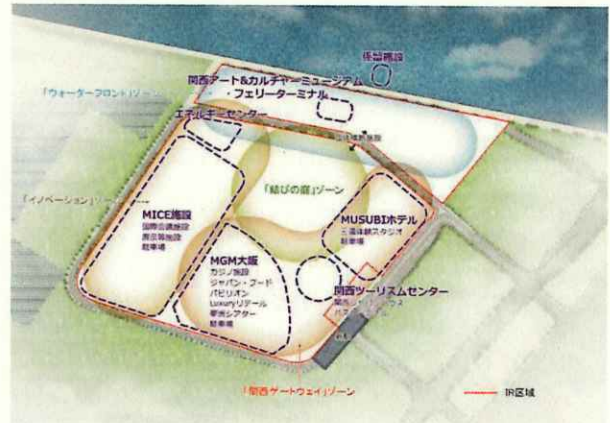 係留施設
関西アート&カルチャーミュージアム
・フェリーターミナル
「ウォーターフロント」ゾーン
エネルギーセンター
「結びの庭」ゾーン
「イノベーション」ゾーン
MICE施設
国際会議施設
展示等施設
駐車場
MUSUBIホテル
三道体験スタジオ
駐車場
MGM大阪
カジノ施設
ジャパン・フード
パビリオン
Luxuryリテール
夢洲シアター
駐車場
関西ツーリズムセンター
「関西ゲートウェイ」ゾーン
IR区域